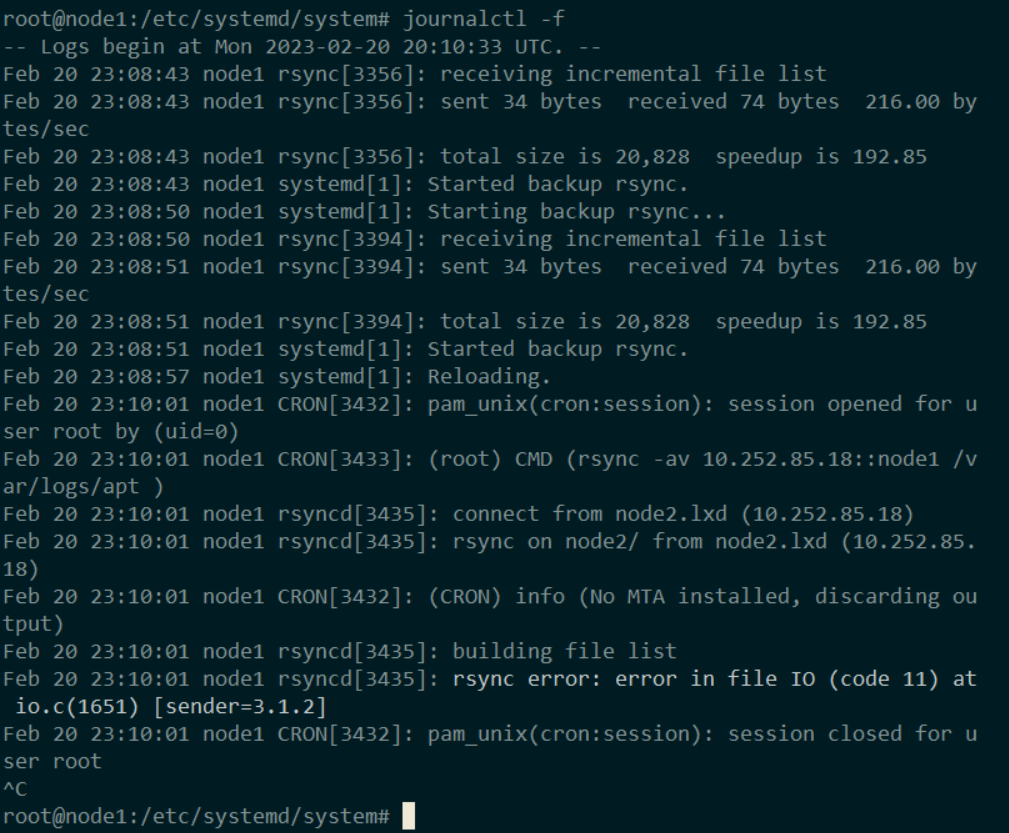 root@node1:/etc/systemd/system# journalctl -f
-- Logs begin at Mon 2023-02-20 20:10:33 UTC. --
Feb 20 23:08:43 node1 rsync[3356]: receiving incremental file list
Feb 20 23:08:43 node1 rsync[3356]: sent 34 bytes  received 74 bytes  216.00 by
tes/sec
Feb 20 23:08:43 node1 rsync[3356]: total size is 20,828  speedup is 192.85
Feb 20 23:08:43 node1 systemd[1]: Started backup rsync.
Feb 20 23:08:50 node1 systemd[1]: Starting backup rsync...
Feb 20 23:08:50 node1 rsync[3394]: receiving incremental file list
Feb 20 23:08:51 node1 rsync[3394]: sent 34 bytes  received 74 bytes  216.00 by
tes/sec
Feb 20 23:08:51 node1 rsync[3394]: total size is 20,828  speedup is 192.85
Feb 20 23:08:51 node1 systemd[1]: Started backup rsync.
Feb 20 23:08:57 node1 systemd[1]: Reloading.
Feb 20 23:10:01 node1 CRON[3432]: pam_unix(cron:session): session opened for u
ser root by (uid=0)
Feb 20 23:10:01 node1 CRON[3433]: (root) CMD (rsync -av 10.252.85.18::node1 /v
ar/logs/apt )
Feb 20 23:10:01 node1 rsyncd[3435]: connect from node2.lxd (10.252.85.18)
Feb 20 23:10:01 node1 rsyncd[3435]: rsync on node2/ from node2.lxd (10.252.85.
18)
Feb 20 23:10:01 node1 CRON[3432]: (CRON) info (No MTA installed, discarding ou
tput)
Feb 20 23:10:01 node1 rsyncd[3435]: building file list
Feb 20 23:10:01 node1 rsyncd[3435]: rsync error: error in file IO (code 11) at
 io.c(1651) [sender=3.1.2]
Feb 20 23:10:01 node1 CRON[3432]: pam_unix(cron:session): session closed for u
ser root
^C
root@node1:/etc/systemd/system#